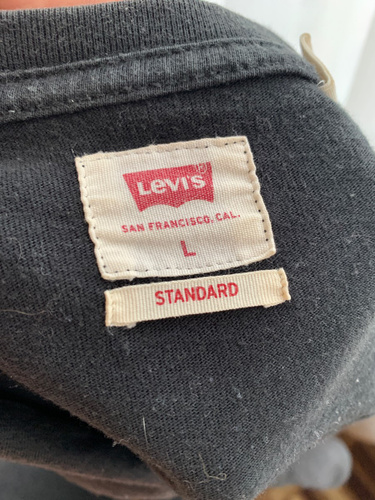 Levi's
SAN FRANCISCO, CAL.
L
STANDARD